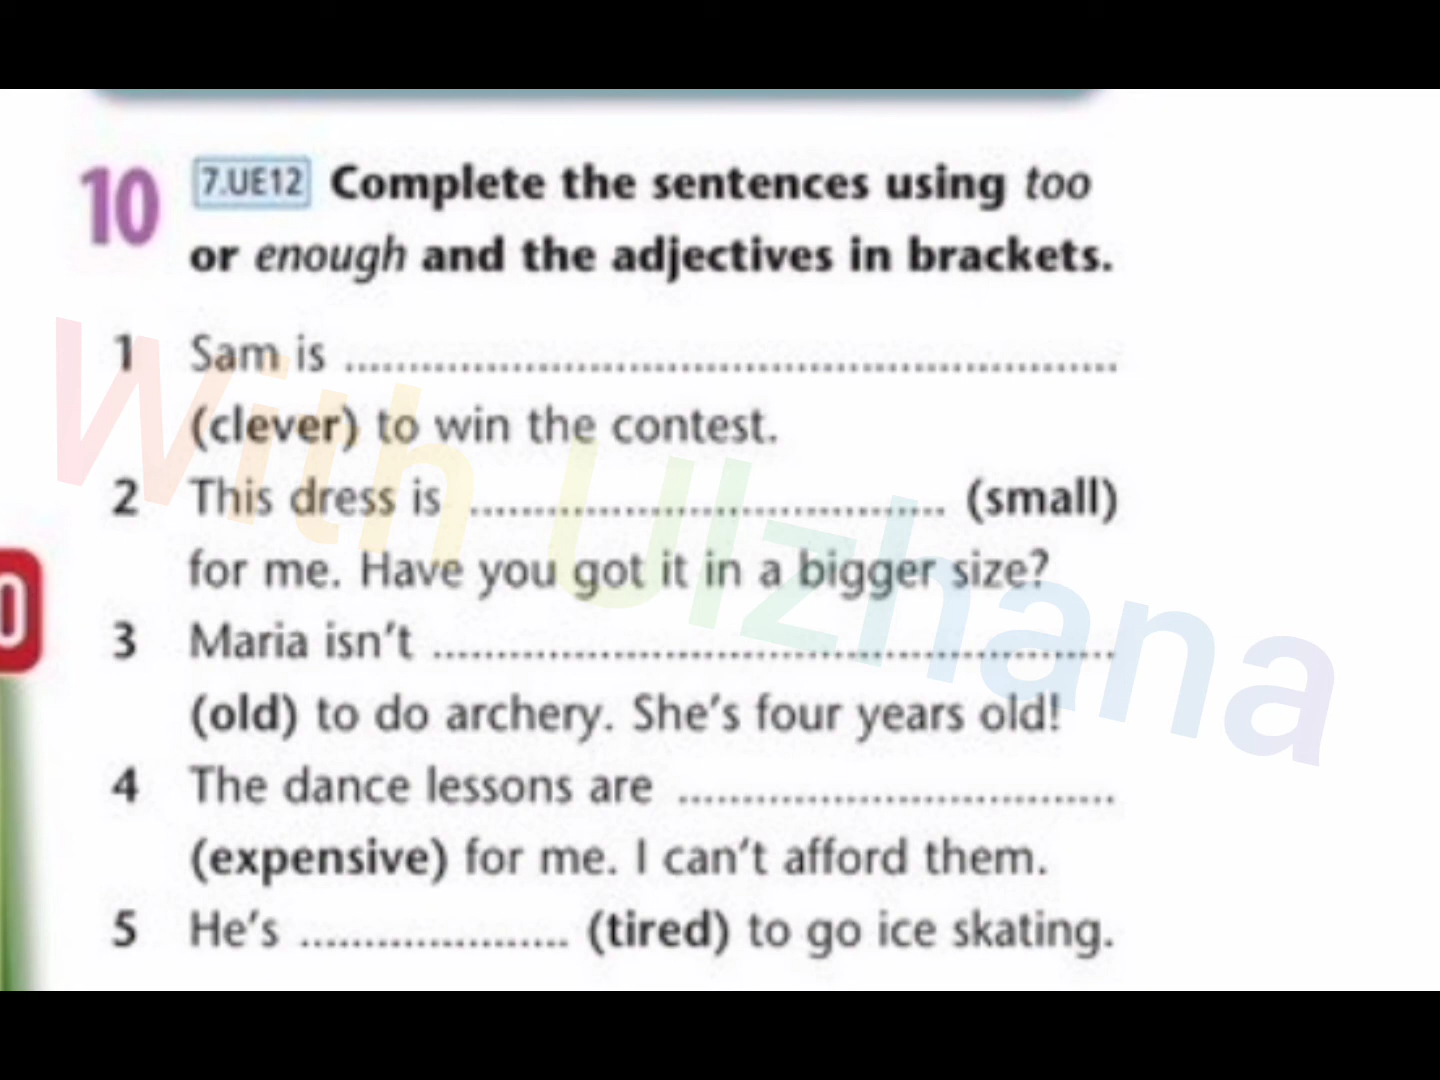 10 7.UE12 Complete the sentences using too
or enough and the adjectives in brackets.
1 Sam is ............................................................
(clever) to win the contest.
2 This dress is ..................................... (small)
for me. Have you got it in a bigger size?
3 Maria isn't .....................................................
(old) to do archery. She's four years old!
4 The dance lessons are ..................................
(expensive) for me. I can't afford them.
5 He's ..................... (tired) to go ice skating.
0
With Ulzhana